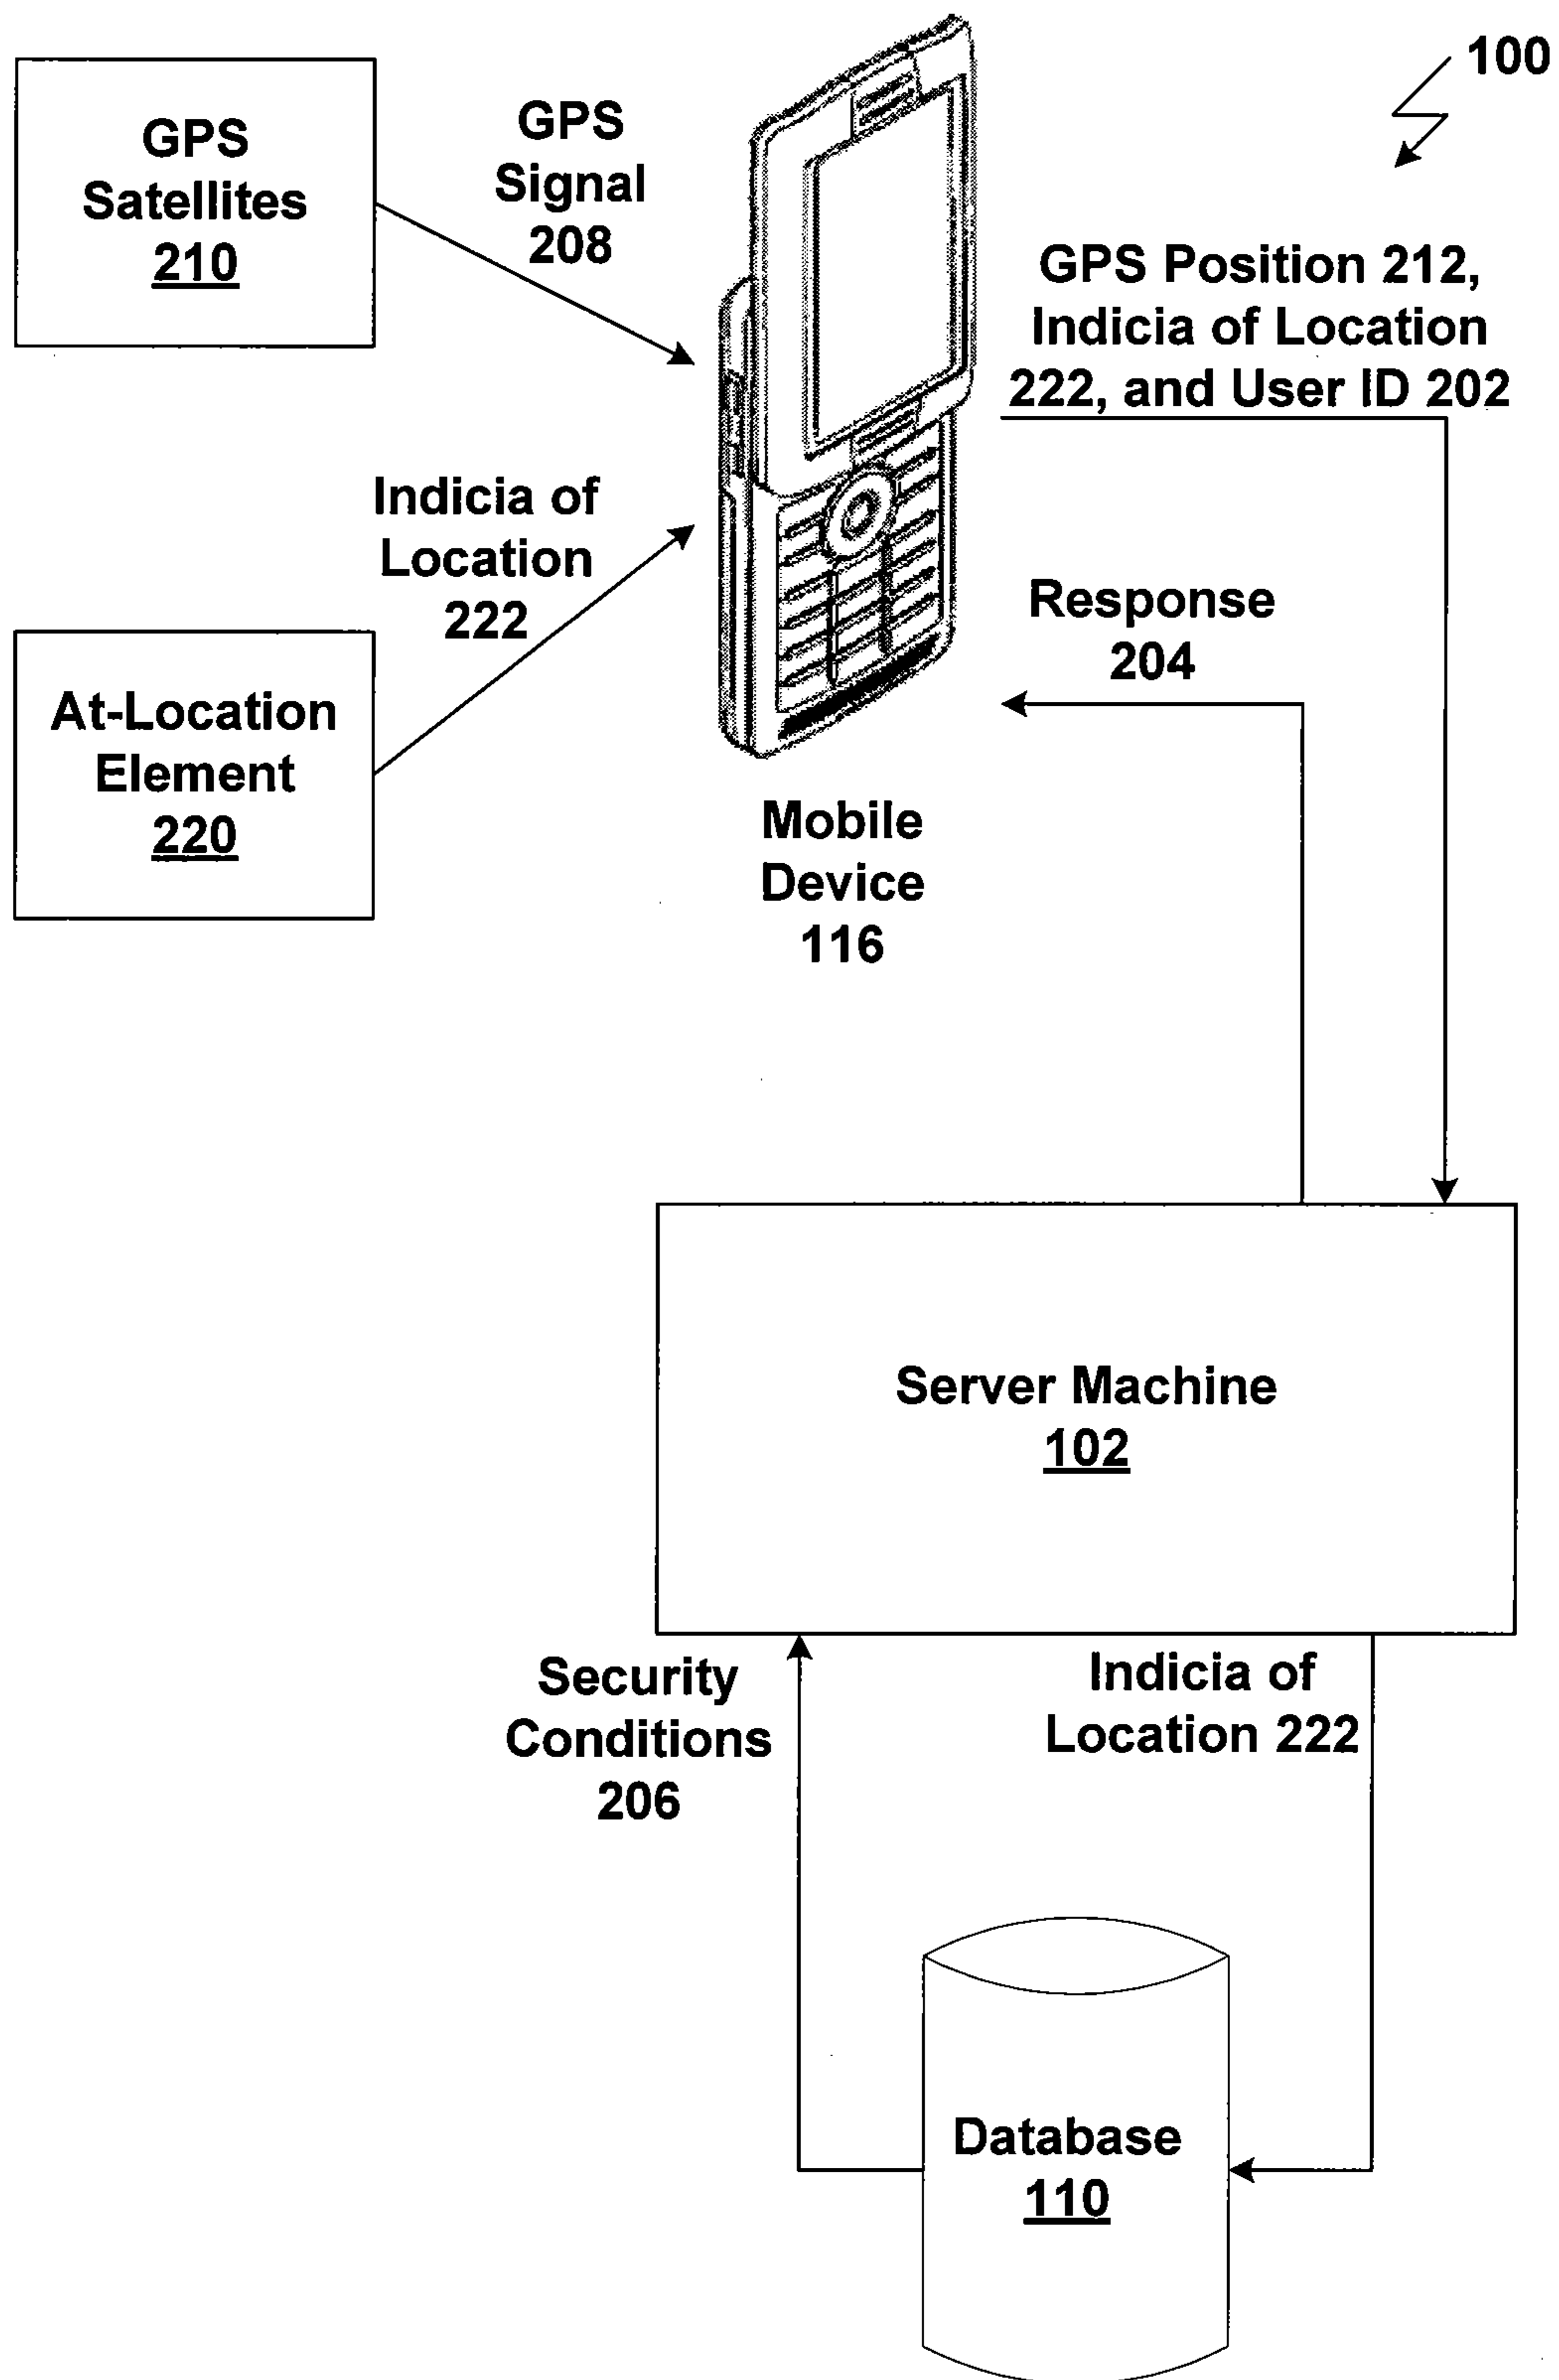 100
GPS
Satellites
210
GPS
Signal
208
GPS Position 212,
Indicia of Location
222, and User ID 202
Indicia of
Location
222
At-Location
Element
220
Response
204
Mobile
Device
116
Server Machine
102
Security
Conditions
206
Indicia of
Location 222
Database
110